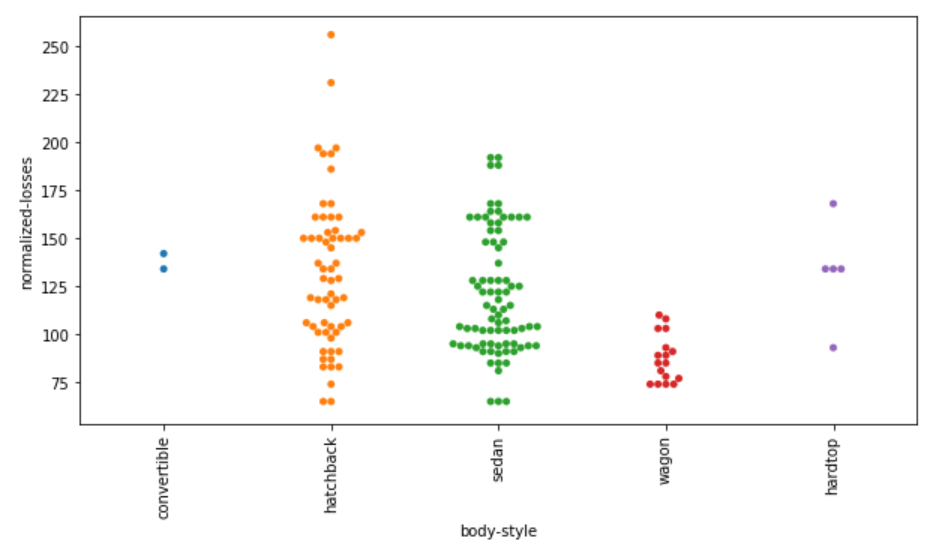 250
225
200
175
150
125
100
75
normalized-losses
convertible
hatchback
sedan
wagon
hardtop
body-style